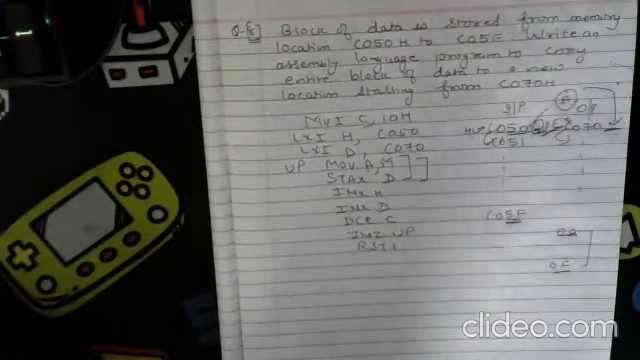 Q-[5] Block of data is stored from memory
location C050H to C05F Write an
assembly language program to copy
entire block of data to a new
location starting from C070H
MVI C, 10H
LXI H, C050
LXI D, C070
UP MOV A, M
STAX D
INX H
INX D
DCR C
JNZ UP
RST1
I/P
A
O/P
C050
C070
C051
C05F
0F
clideo.com